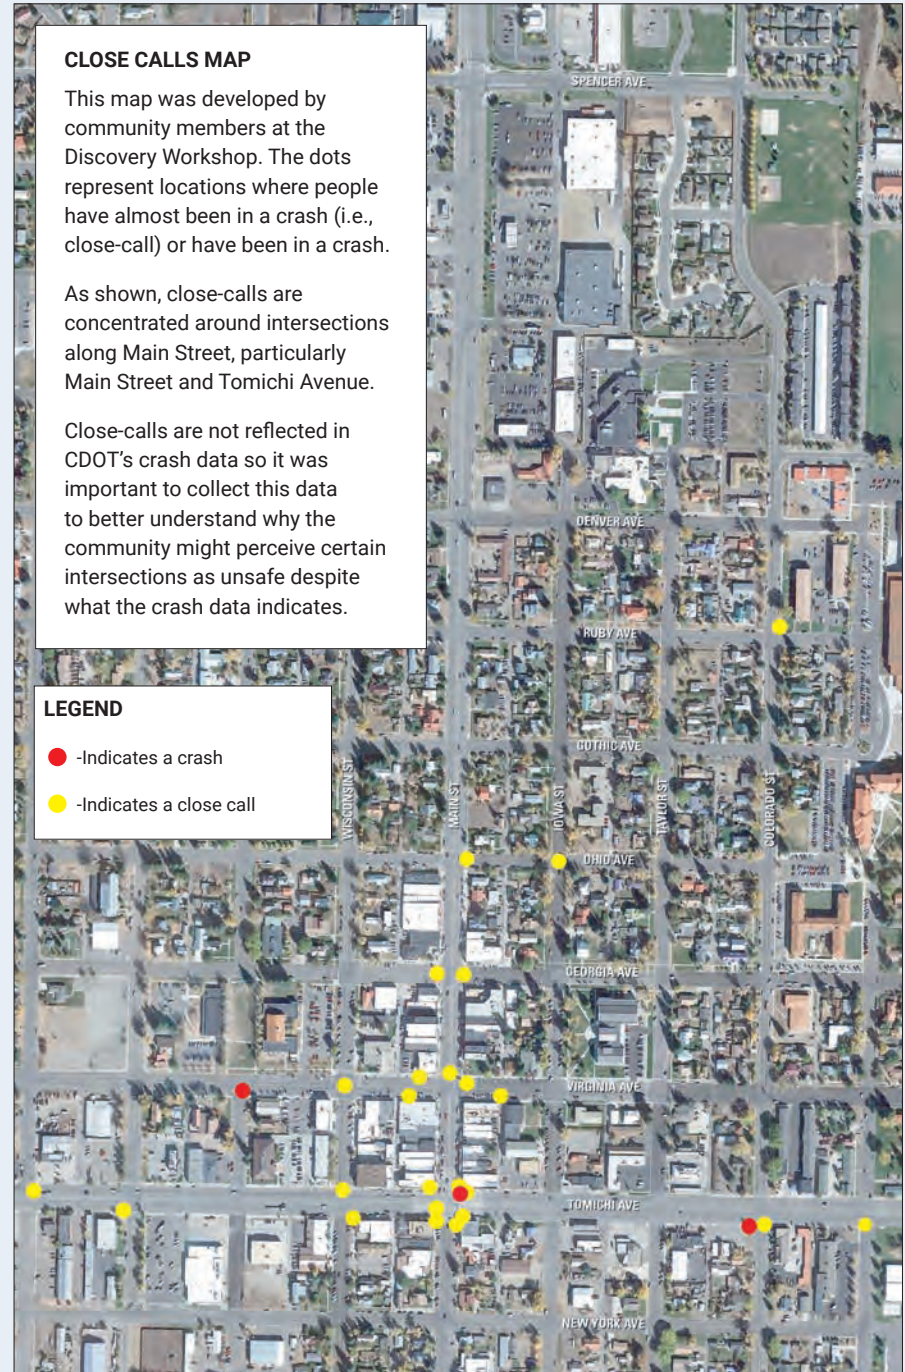 CLOSE CALLS MAP
This map was developed by
community members at the
Discovery Workshop. The dots
represent locations where people
have almost been in a crash (i.e.,
close-call) or have been in a crash.
As shown, close-calls are
concentrated around intersections
along Main Street, particularly
Main Street and Tomichi Avenue.
Close-calls are not reflected in
CDOT's crash data so it was
important to collect this data
to better understand why the
community might perceive certain
intersections as unsafe despite
what the crash data indicates.
LEGEND
-Indicates a crash
-Indicates a close call
SPENCER AVE
DENVER AVE
RUBY AVE
GOTHIC AVE
WISCONSIN ST
MAIN ST
IOWA ST
TAYLOR ST
COLORADO ST
OHIO AVE
GEORGIA AVE
VIRGINIA AVE
TOMICHI AVE
NEW YORK AVE